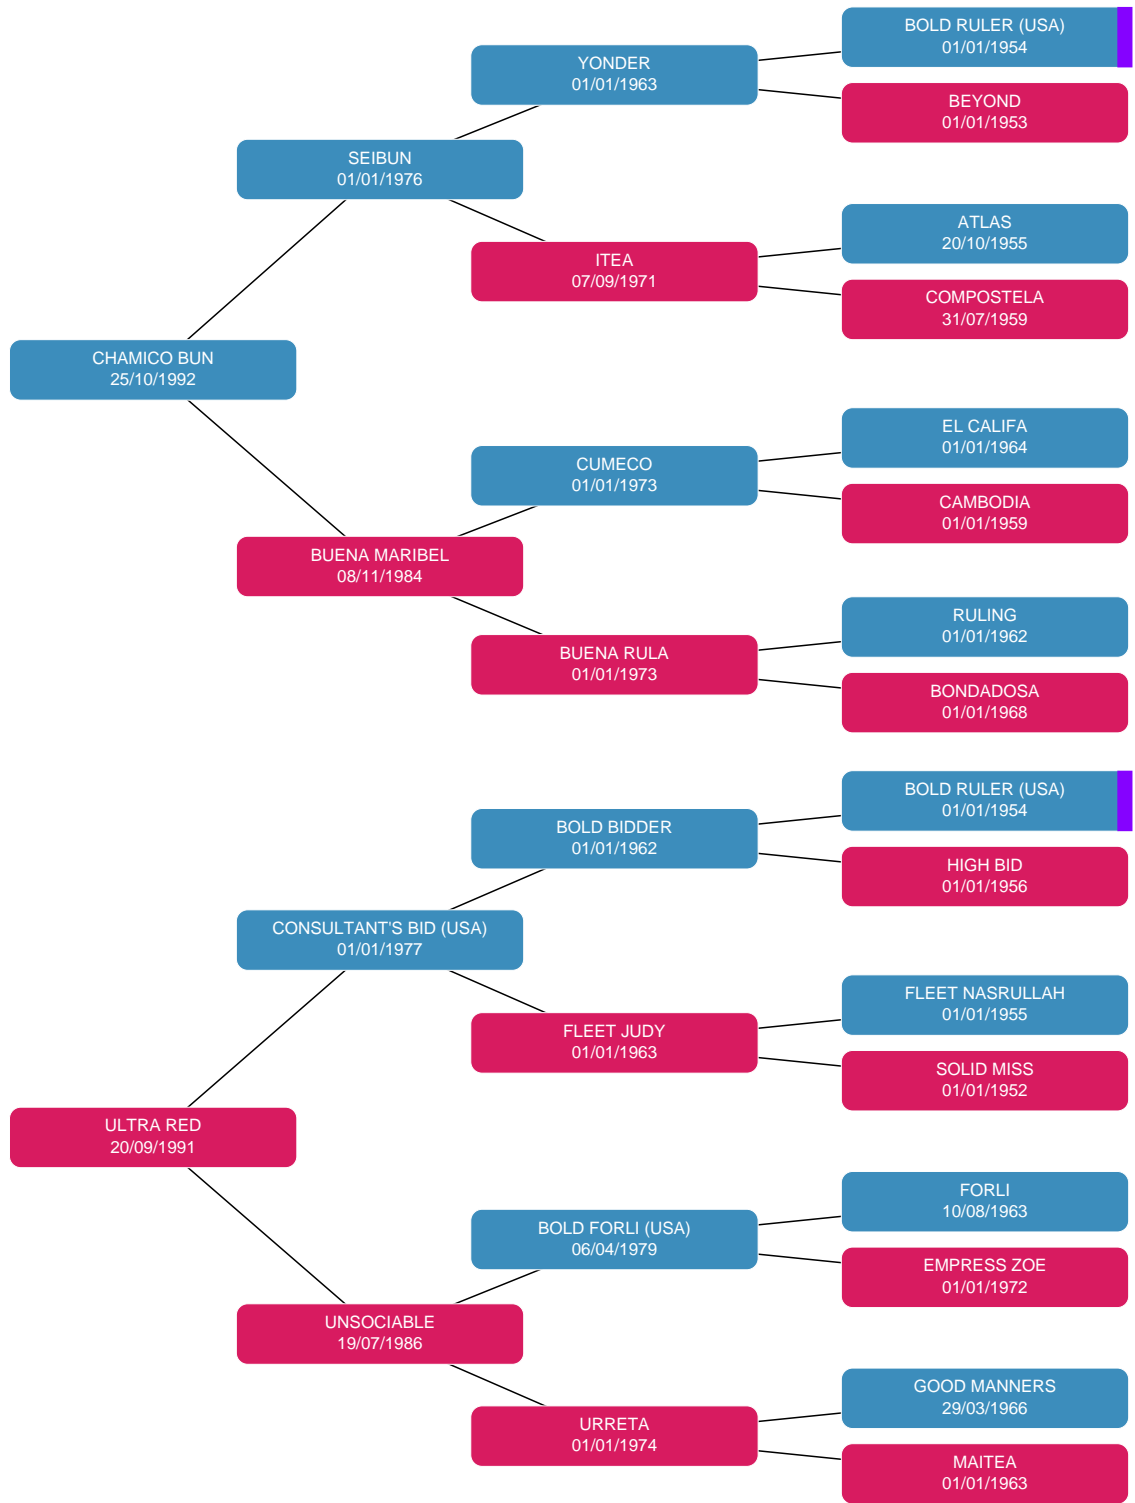 BOLD RULER (USA)
01/01/1954
YONDER
01/01/1963
BEYOND
01/01/1953
SEIBUN
01/01/1976
ATLAS
20/10/1955
ITEA
07/09/1971
COMPOSTELA
31/07/1959
CHAMICO BUN
25/10/1992
EL CALIFA
01/01/1964
CUMECO
01/01/1973
CAMBODIA
01/01/1959
BUENA MARIBEL
08/11/1984
RULING
01/01/1962
BUENA RULA
01/01/1973
BONDADOSA
01/01/1968
BOLD RULER (USA)
01/01/1954
BOLD BIDDER
01/01/1962
HIGH BID
01/01/1956
CONSULTANT'S BID (USA)
01/01/1977
FLEET NASRULLAH
01/01/1955
FLEET JUDY
01/01/1963
SOLID MISS
01/01/1952
ULTRA RED
20/09/1991
FORLI
10/08/1963
BOLD FORLI (USA)
06/04/1979
EMPRESS ZOE
01/01/1972
UNSOCIABLE
19/07/1986
GOOD MANNERS
29/03/1966
URRETA
01/01/1974
MAITEA
01/01/1963